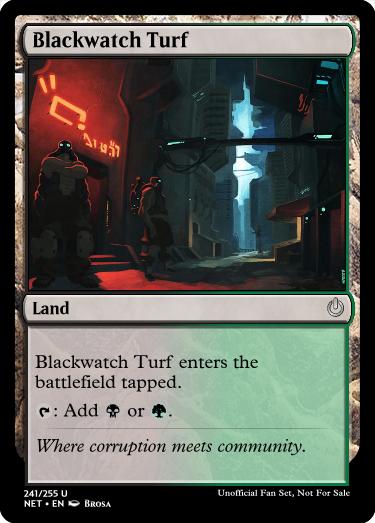 Blackwatch Turf
Land
Blackwatch Turf enters the
battlefield tapped.
: Add or .
Where corruption meets community.
241/255 U
NET • EN Brosa
Unofficial Fan Set, Not For Sale